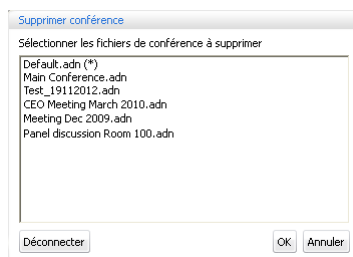 Supprimer conférence
Sélectionner les fichiers de conférence à supprimer
Default.adn (*)
Main Conference.adn
Test_19112012.adn
CEO Meeting March 2010.adn
Meeting Dec 2009.adn
Panel discussion Room 100.adn
Déconnecter OK Annuler